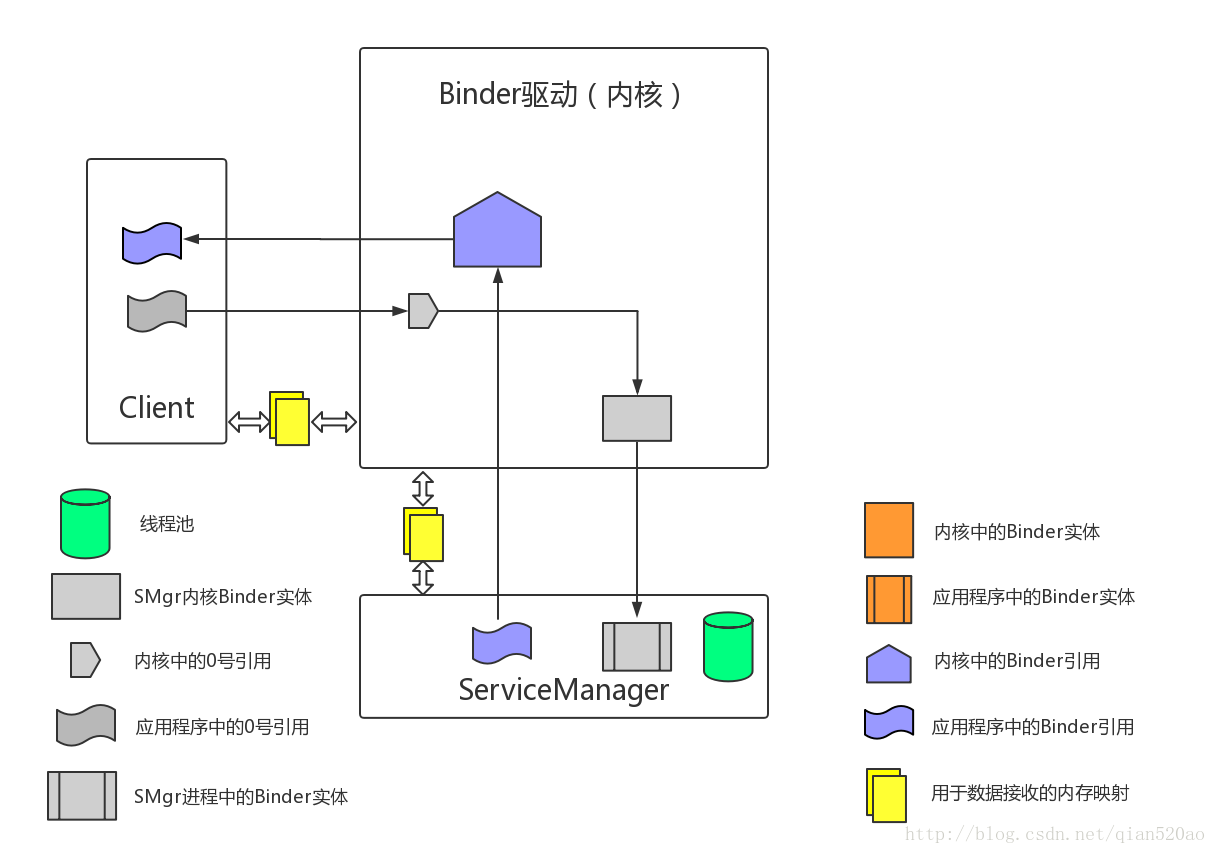 Binder驱动（内核）
Client
ServiceManager
线程池
SMgr内核Binder实体
内核中的0号引用
应用程序中的0号引用
SMgr进程中的Binder实体
内核中的Binder实体
应用程序中的Binder实体
内核中的Binder引用
应用程序中的Binder引用
用于数据接收的内存映射
http://blog.csdn.net/qian520ao